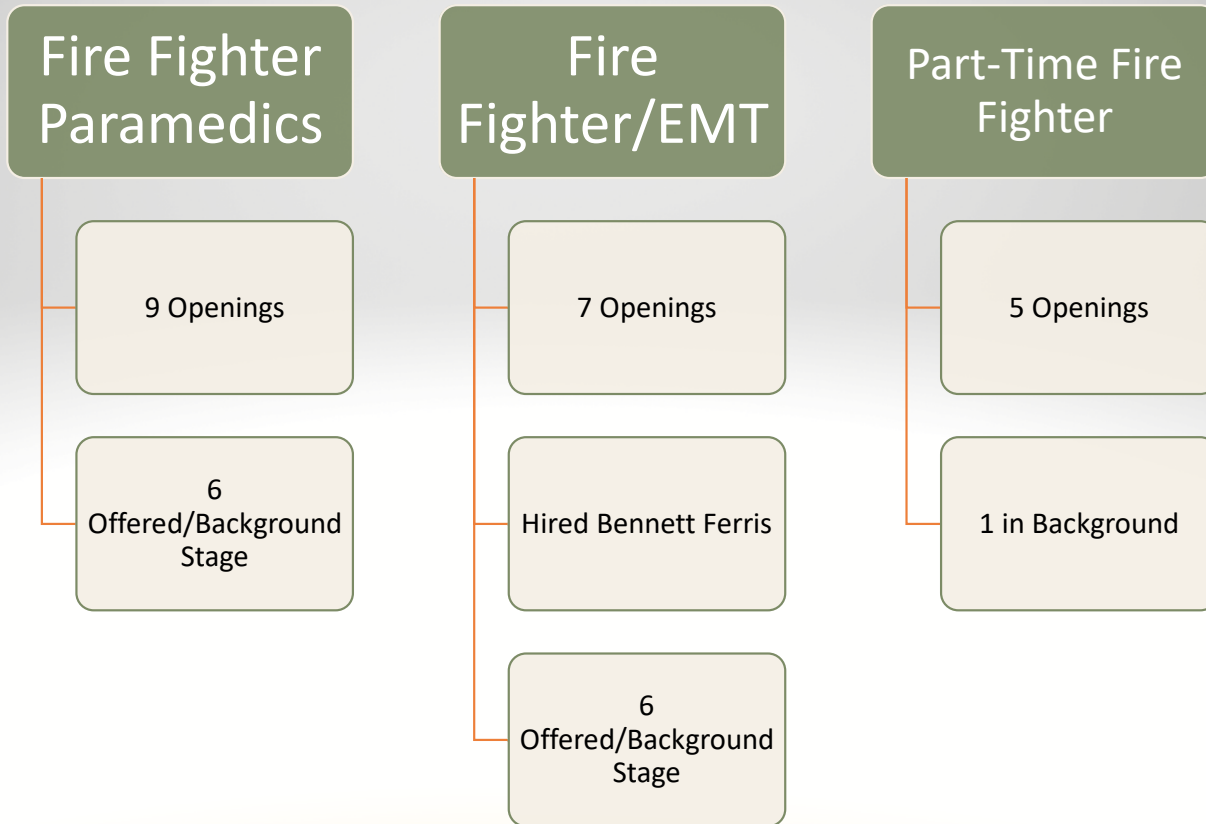 Fire Fighter
Paramedics
9 Openings
6
Offered/Background
Stage
Fire
Fighter/EMT
7 Openings
Hired Bennett Ferris
6
Offered/Background
Stage
Part-Time Fire
Fighter
5 Openings
1 in Background